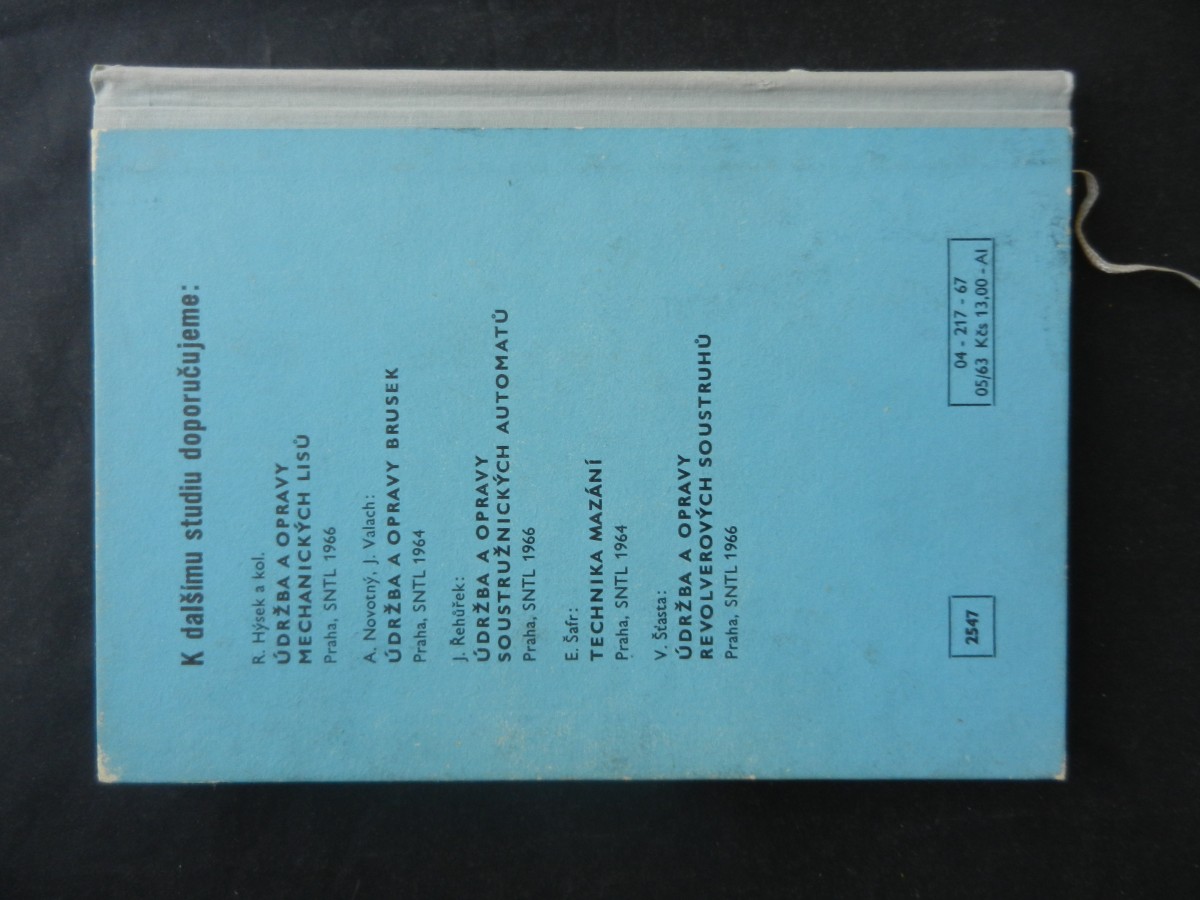 K dalšímu studiu doporučujeme:
R. Hýsek a kol.
ÚDRŽBA A OPRAVY
MECHANICKÝCH LISŮ
Praha, SNTL 1966
A. Novotný, J. Valach:
ÚDRŽBA A OPRAVY BRUSEK
Praha, SNTL 1964
J. Řehůřek:
ÚDRŽBA A OPRAVY
SOUSTRUŽNICKÝCH AUTOMATŮ
Praha, SNTL 1966
E. Šafr:
TECHNIKA MAZÁNÍ
Praha, SNTL 1964
V. Šťasta:
ÚDRŽBA A OPRAVY
REVOLVEROVÝCH SOUSTRUHŮ
Praha, SNTL 1966
2547
04 - 217 - 67
05/63 Kčs 13,00 - AI